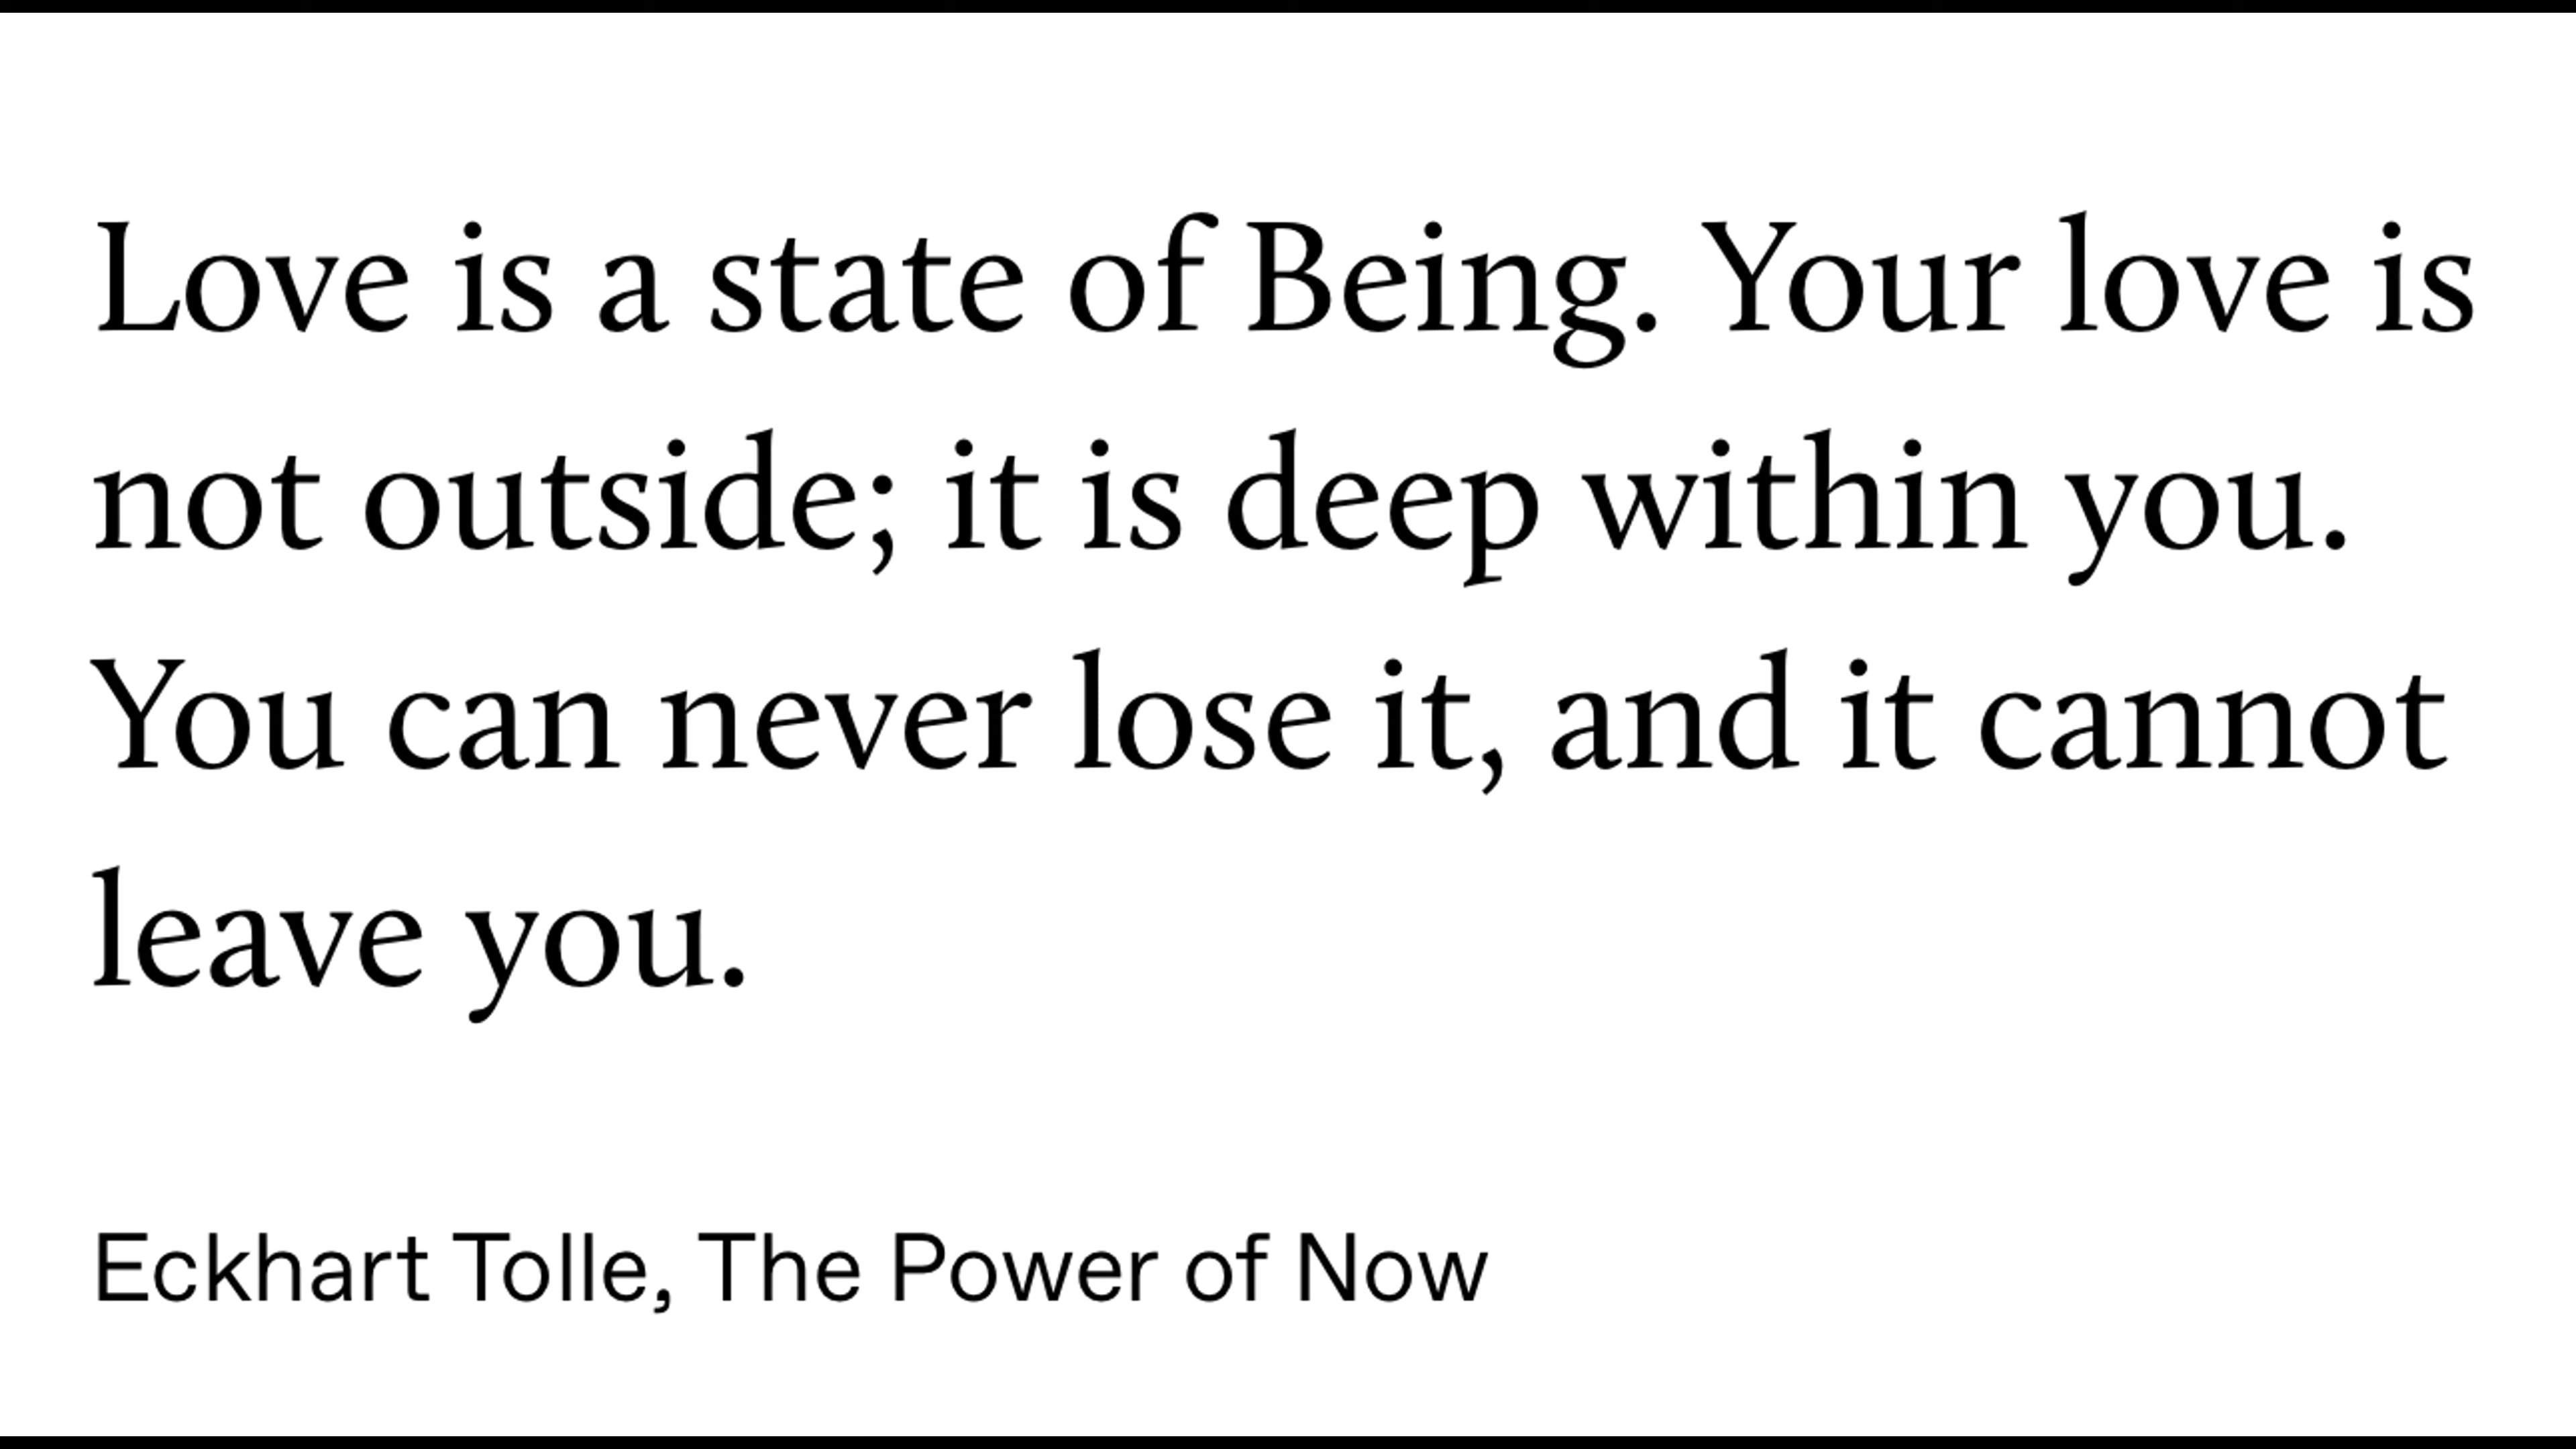 Love is a state of Being. Your love is
not outside; it is deep within you.
You can never lose it, and it cannot
leave you.
Eckhart Tolle, The Power of Now